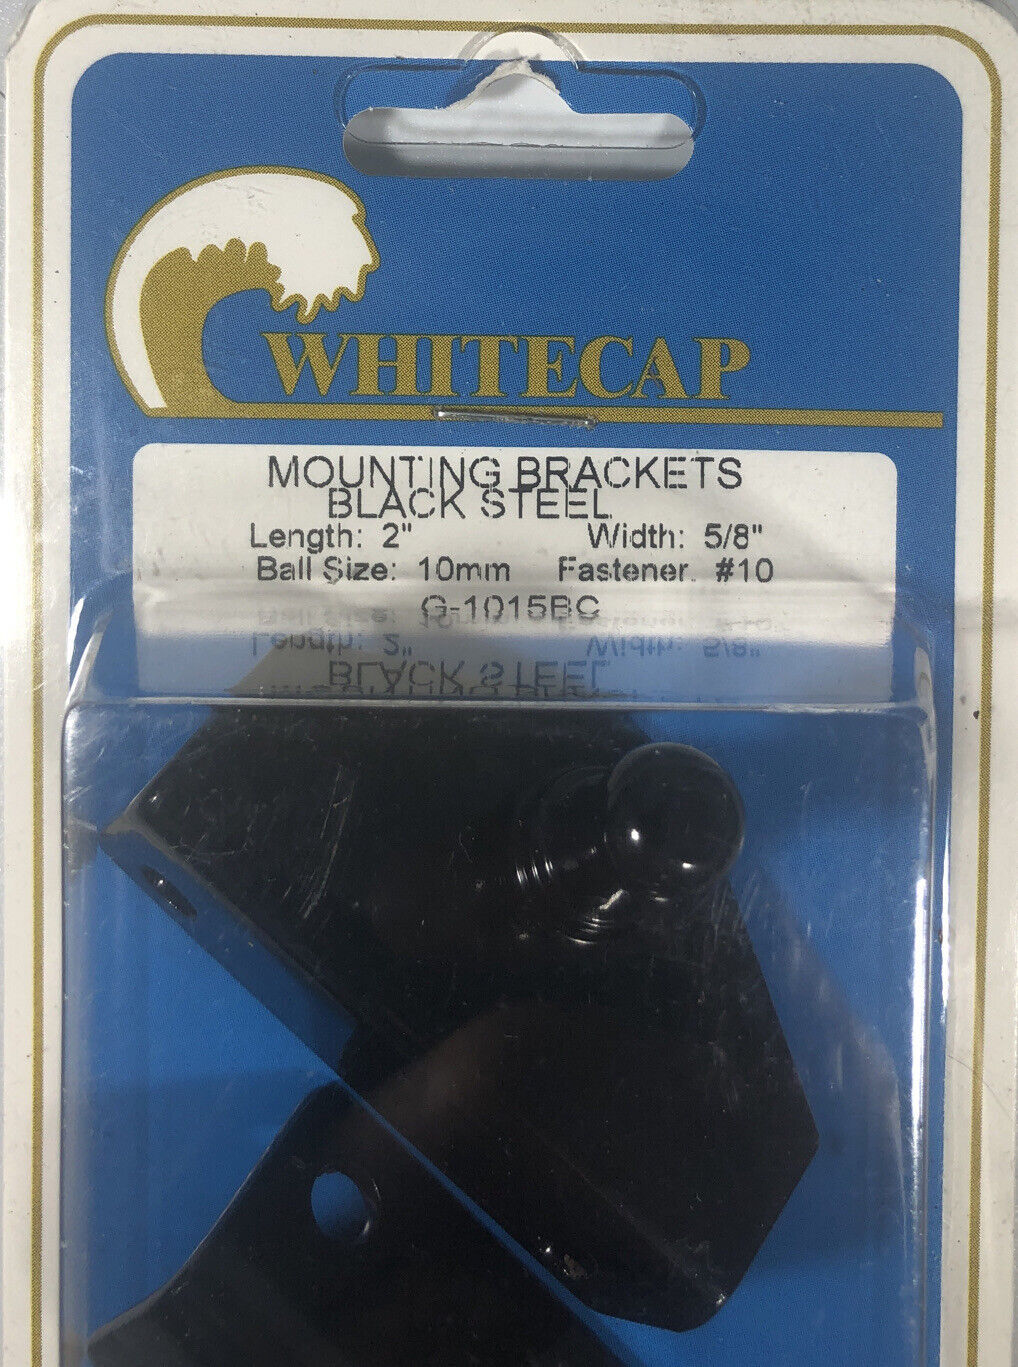 WHITECAP
MOUNTING BRACKETS
BLACK STEEL
Length: 2" Width: 5/8"
Ball Size: 10mm Fastener: #10
G-1015BC